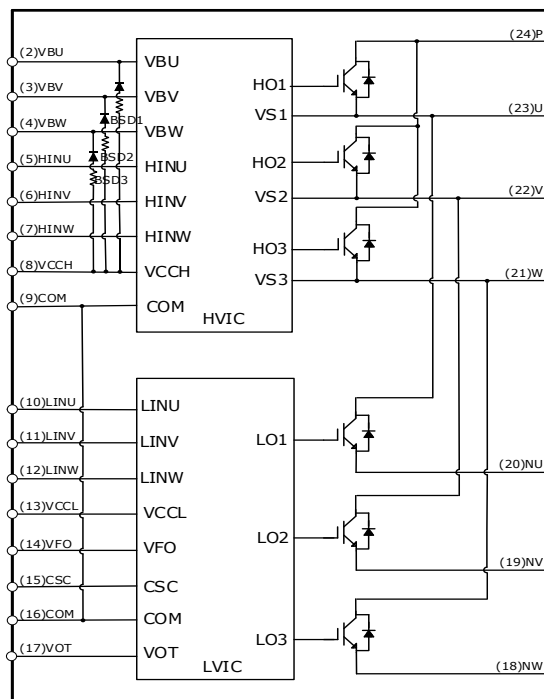 (24)P
(2)VBU
VBU
(3)VBV
VBV
HO1
BSD1
VS1
(23)U
(4)VBW
VBW
BSD2
(5)HINU
HINU
HO2
BSD3
(6)HINV
HINV
VS2
(22)V
(7)HINW
HINW
HO3
(8)VCCH
VCCH
VS3
(21)W
(9)COM
COM
HVIC
(10)LINU
LINU
(11)LINV
LINV
LO1
(12)LINW
LINW
(20)NU
(13)VCCL
VCCL
(14)VFO
VFO
LO2
(15)CSC
CSC
(19)NV
(16)COM
COM
LO3
(17)VOT
VOT
LVIC
(18)NW